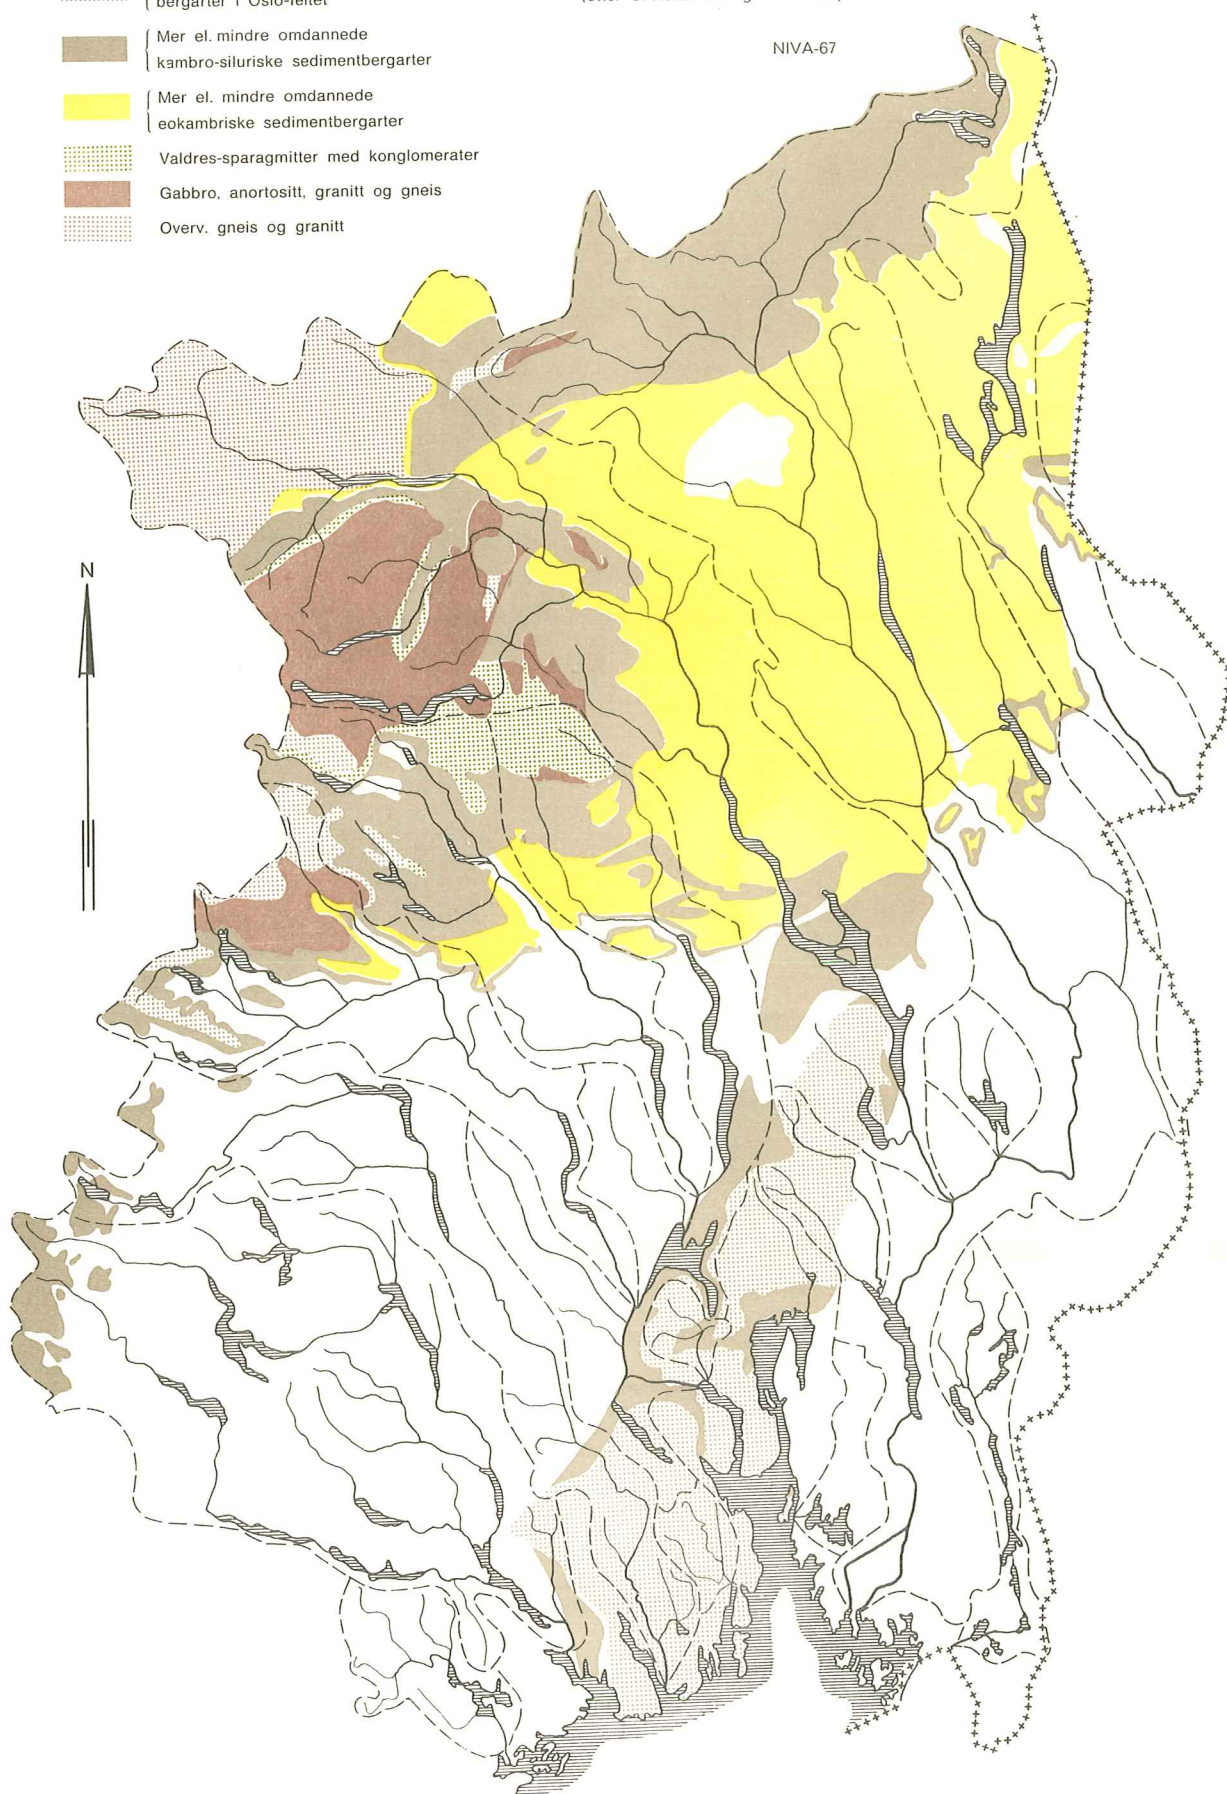 bergarter i Oslo-feltet
Mer el. mindre omdannede
kambro-siluriske sedimentbergarter
NIVA-67
Mer el. mindre omdannede
eokambriske sedimentbergarter
Valdres-sparagmitter med konglomerater
Gabbro, anortositt, granitt og gneis
Overv. gneis og granitt
N